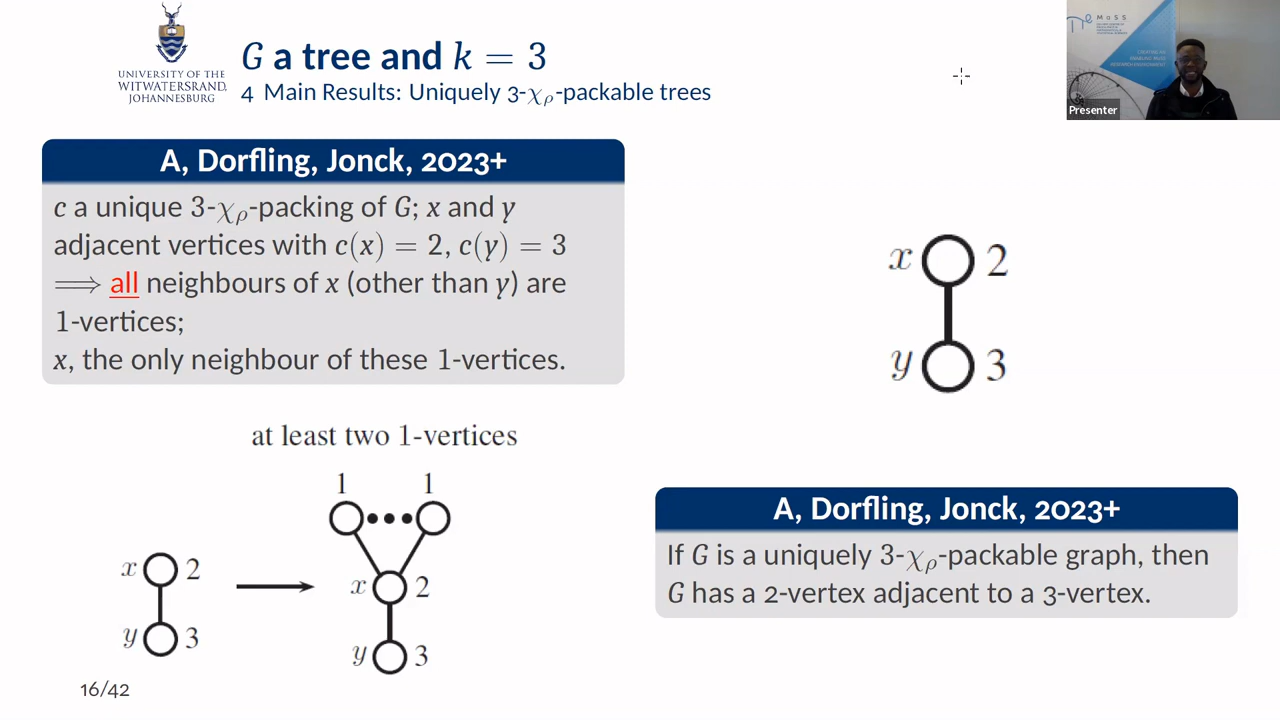 UNIVERSITY OF THE
WITWATERSRAND,
JOHANNESBURG
G a tree and k = 3
4 Main Results: Uniquely 3-χρ-packable trees
Presenter
A, Dorfling, Jonck, 2023+
c a unique 3-χρ-packing of G; x and y
adjacent vertices with c(x) = 2, c(y) = 3
⟹ all neighbours of x (other than y) are
1-vertices;
x, the only neighbour of these 1-vertices.
x 2
y 3
at least two 1-vertices
1 1
x 2
x 2
y 3
y 3
A, Dorfling, Jonck, 2023+
If G is a uniquely 3-χρ-packable graph, then
G has a 2-vertex adjacent to a 3-vertex.
16/42